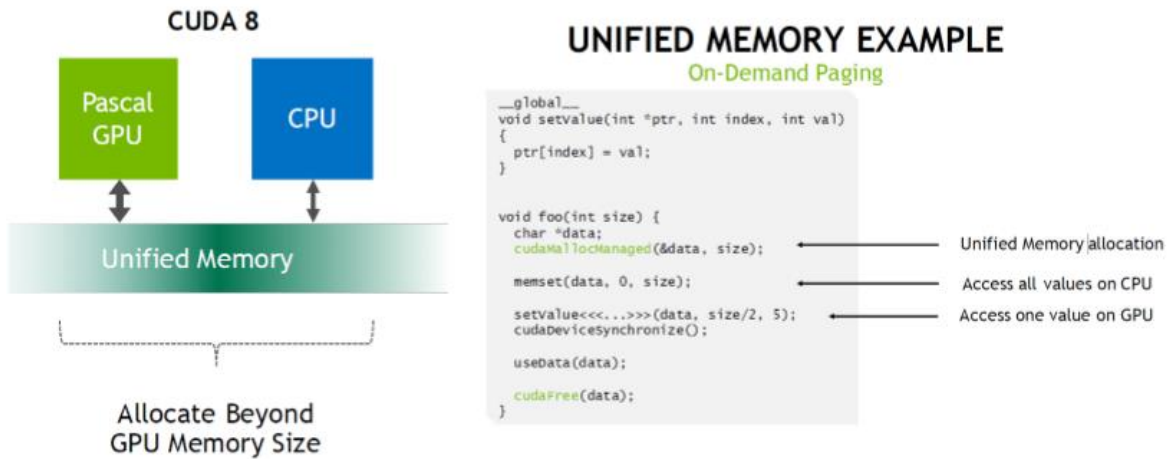 CUDA 8
Pascal
GPU
CPU
Unified Memory
Allocate Beyond
GPU Memory Size
UNIFIED MEMORY EXAMPLE
On-Demand Paging
__global__
void setValue(int *ptr, int index, int val)
{
  ptr[index] = val;
}
void foo(int size) {
  char *data;
  cudaMallocManaged(&data, size);
  memset(data, 0, size);
  setValue<<<...>>>(data, size/2, 5);
  cudaDeviceSynchronize();
  useData(data);
  cudaFree(data);
}
Unified Memory allocation
Access all values on CPU
Access one value on GPU